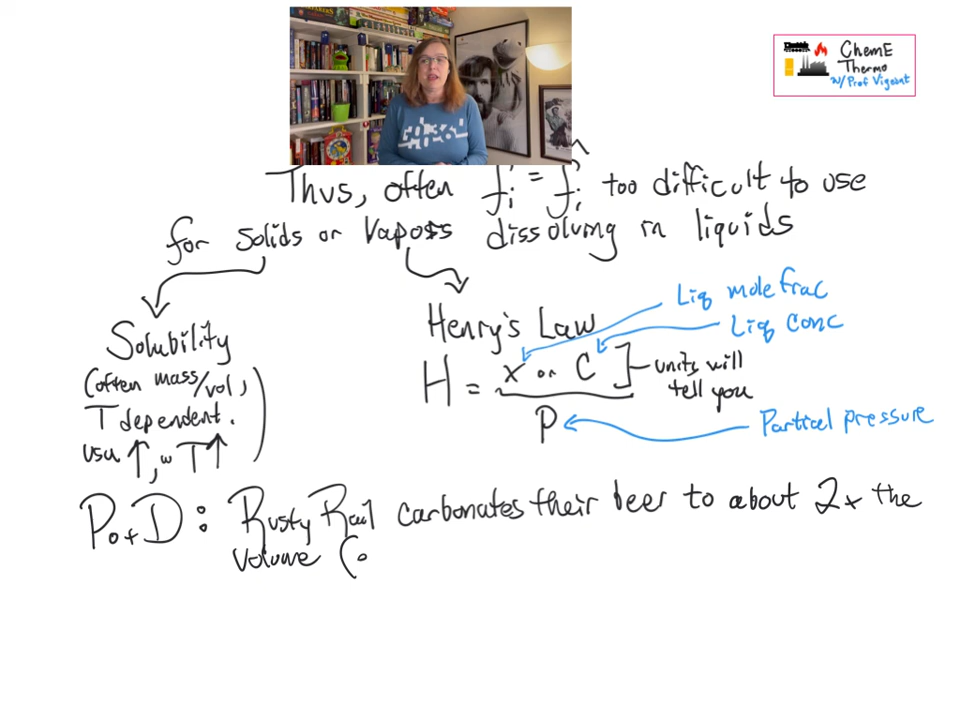 ChemE
Thermo
w/ Prof Vigeant
Thus, often f̂i = f̂i too difficult to use
for solids or vapors dissolving in liquids
Liq mole frac
Liq Conc
Henry's Law
H = x or C
P
units will
tell you
Partial pressure
Solubility
(often mass/vol,
T dependent.
usu ↑, w T↑)
PotD: Rusty Rail carbonates their beer to about 2x the
volume (